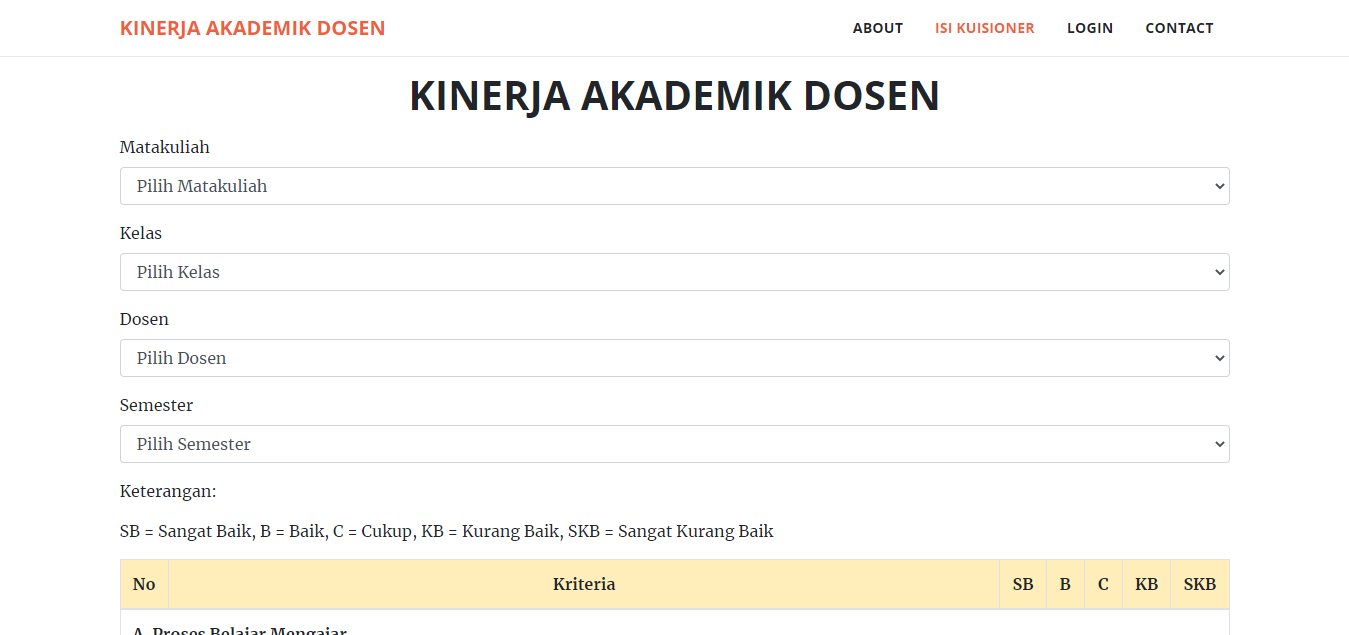 KINERJA AKADEMIK DOSEN ABOUT ISI KUISIONER LOGIN CONTACT
KINERJA AKADEMIK DOSEN
Matakuliah
Pilih Matakuliah
Kelas
Pilih Kelas
Dosen
Pilih Dosen
Semester
Pilih Semester
Keterangan:
SB = Sangat Baik, B = Baik, C = Cukup, KB = Kurang Baik, SKB = Sangat Kurang Baik
No Kriteria SB B C KB SKB
A. Proses Belajar Mengajar